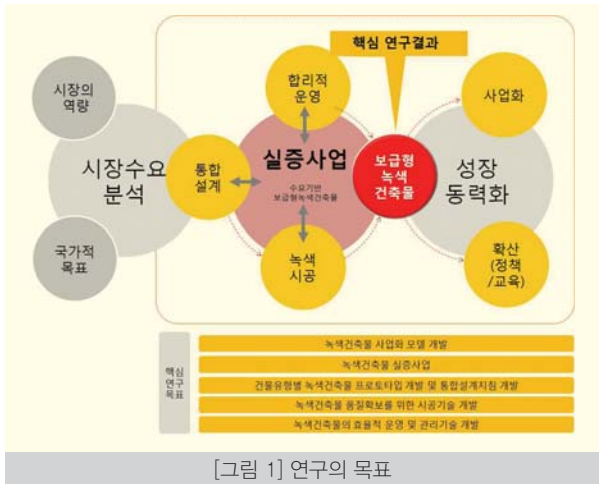 핵심 연구결과
시장의
역량
합리적
운영
사업화
시장수요
분석
통합
설계
실증사업
수요기반
보급형녹색건축물
보급형
녹색
건축물
성장
동력화
국가적
목표
녹색
시공
확산
(정책
/교육)
핵심
연구
목표
녹색건축물 사업화 모델 개발
녹색건축물 실증사업
건물유형별 녹색건축물 프로토타입 개발 및 통합설계지침 개발
녹색건축물 품질확보를 위한 시공기술 개발
녹색건축물의 효율적 운영 및 관리기술 개발
[그림 1] 연구의 목표